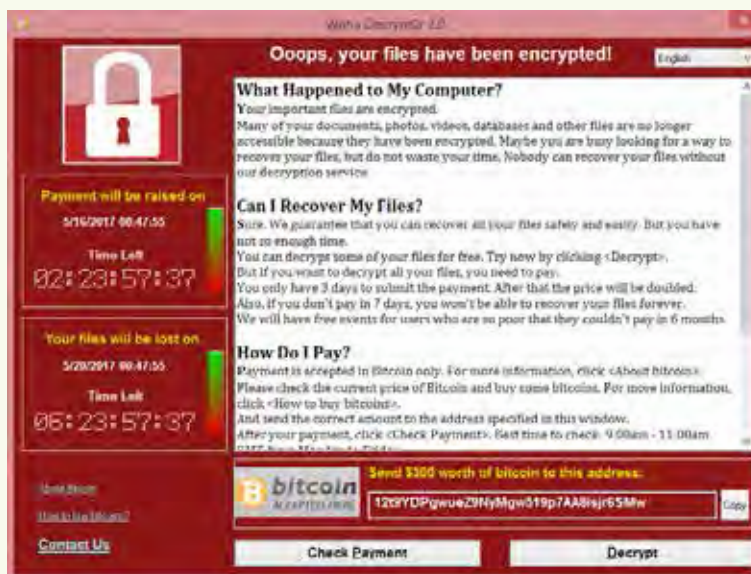 Wana Decrypt0r 2.0
Ooops, your files have been encrypted!
English
What Happened to My Computer?
Your important files are encrypted.
Many of your documents, photos, videos, databases and other files are no longer
accessible because they have been encrypted. Maybe you are busy looking for a way to
recover your files, but do not waste your time. Nobody can recover your files without
our decryption service.
Can I Recover My Files?
Sure. We guarantee that you can recover all your files safely and easily. But you have
not so enough time.
You can decrypt some of your files for free. Try now by clicking <Decrypt>.
But if you want to decrypt all your files, you need to pay.
You only have 3 days to submit the payment. After that the price will be doubled.
Also, if you don't pay in 7 days, you won't be able to recover your files forever.
We will have free events for users who are so poor that they couldn't pay in 6 months.
How Do I Pay?
Payment is accepted in Bitcoin only. For more information, click <About bitcoin>.
Please check the current price of Bitcoin and buy some bitcoins. For more information,
click <How to buy bitcoins>.
And send the correct amount to the address specified in this window.
After your payment, click <Check Payment>. Best time to check: 9:00am - 11:00am
GMT from Monday to Friday.
Payment will be raised on
5/16/2017 00:47:55
Time Left
02:23:57:37
Your files will be lost on
5/20/2017 00:47:55
Time Left
06:23:57:37
About bitcoin
How to buy bitcoins?
Contact Us
bitcoin
ACCEPTED HERE
Send $300 worth of bitcoin to this address:
Copy
Check Payment
Decrypt